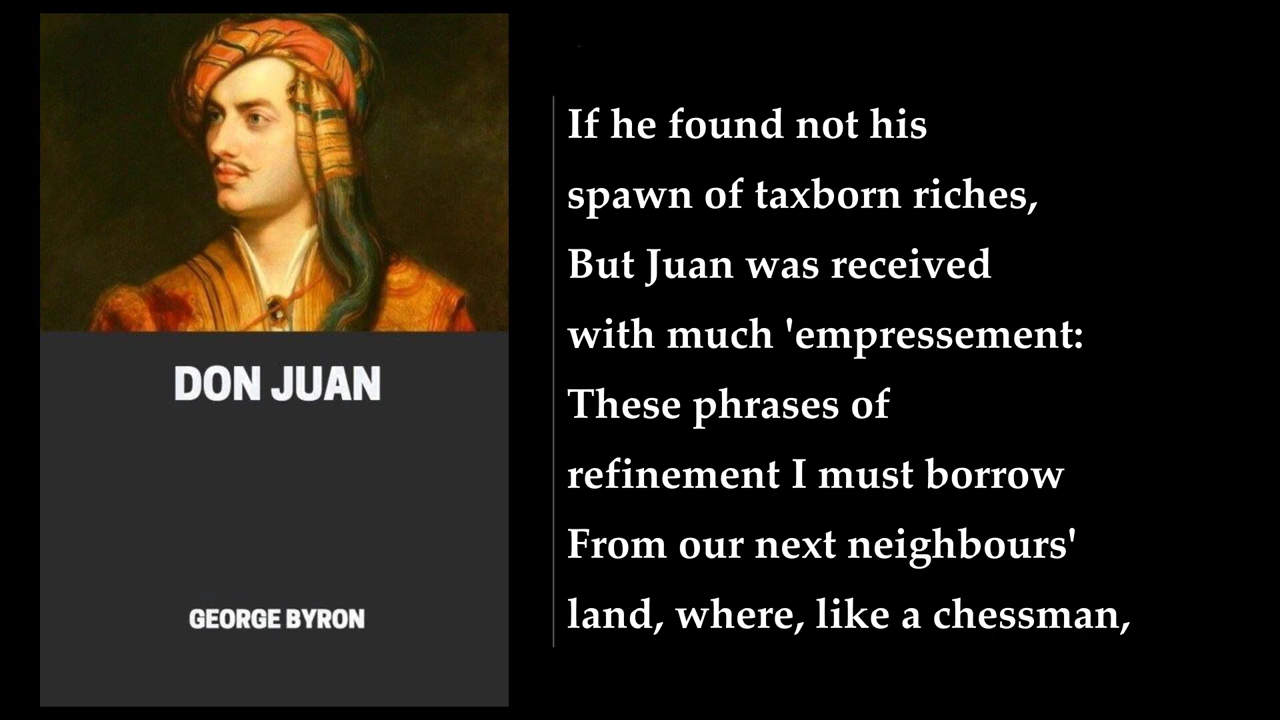 DON JUAN
GEORGE BYRON
If he found not his
spawn of taxborn riches,
But Juan was received
with much 'empressement:
These phrases of
refinement I must borrow
From our next neighbours'
land, where, like a chessman,